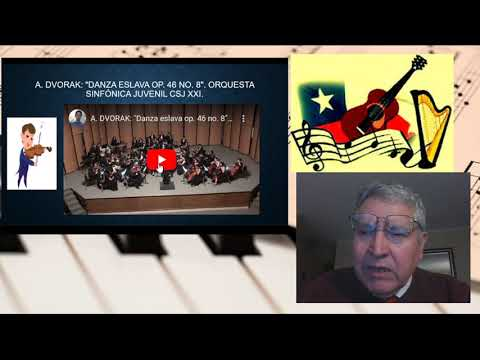 A. DVORAK: "DANZA ESLAVA OP. 46 NO. 8". ORQUESTA
SINFÓNICA JUVENIL CSJ XXI.
A. DVORAK: "Danza eslava op. 46 no. 8"...